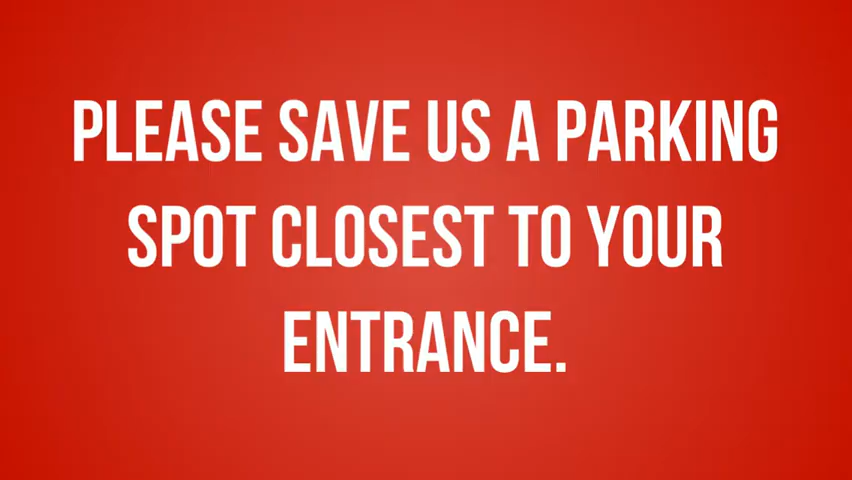 PLEASE SAVE US A PARKING
SPOT CLOSEST TO YOUR
ENTRANCE.